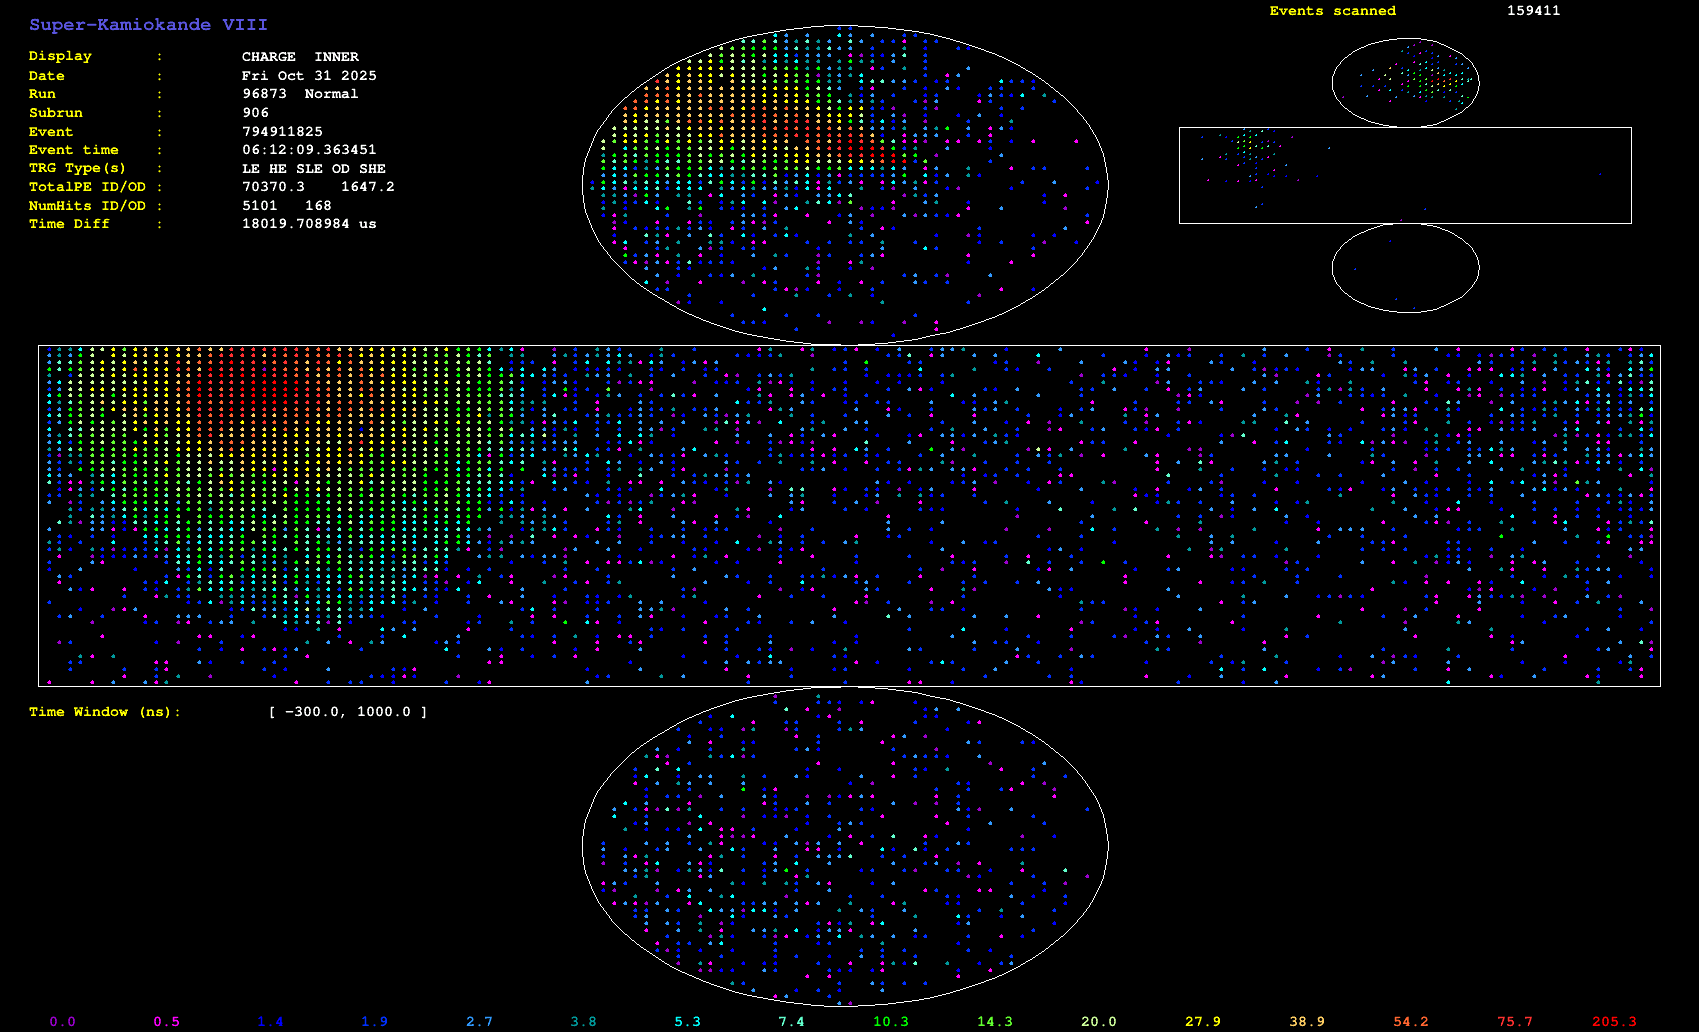 Super-Kamiokande VIII
Events scanned 159411
Display : CHARGE INNER
Date : Fri Oct 31 2025
Run : 96873 Normal
Subrun : 906
Event : 794911825
Event time : 06:12:09.363451
TRG Type(s) : LE HE SLE OD SHE
TotalPE ID/OD : 70370.3 1647.2
NumHits ID/OD : 5101 168
Time Diff : 18019.708984 us
Time Window (ns): [ -300.0, 1000.0 ]
0.0 0.5 1.4 1.9 2.7 3.8 5.3 7.4 10.3 14.3 20.0 27.9 38.9 54.2 75.7 205.3